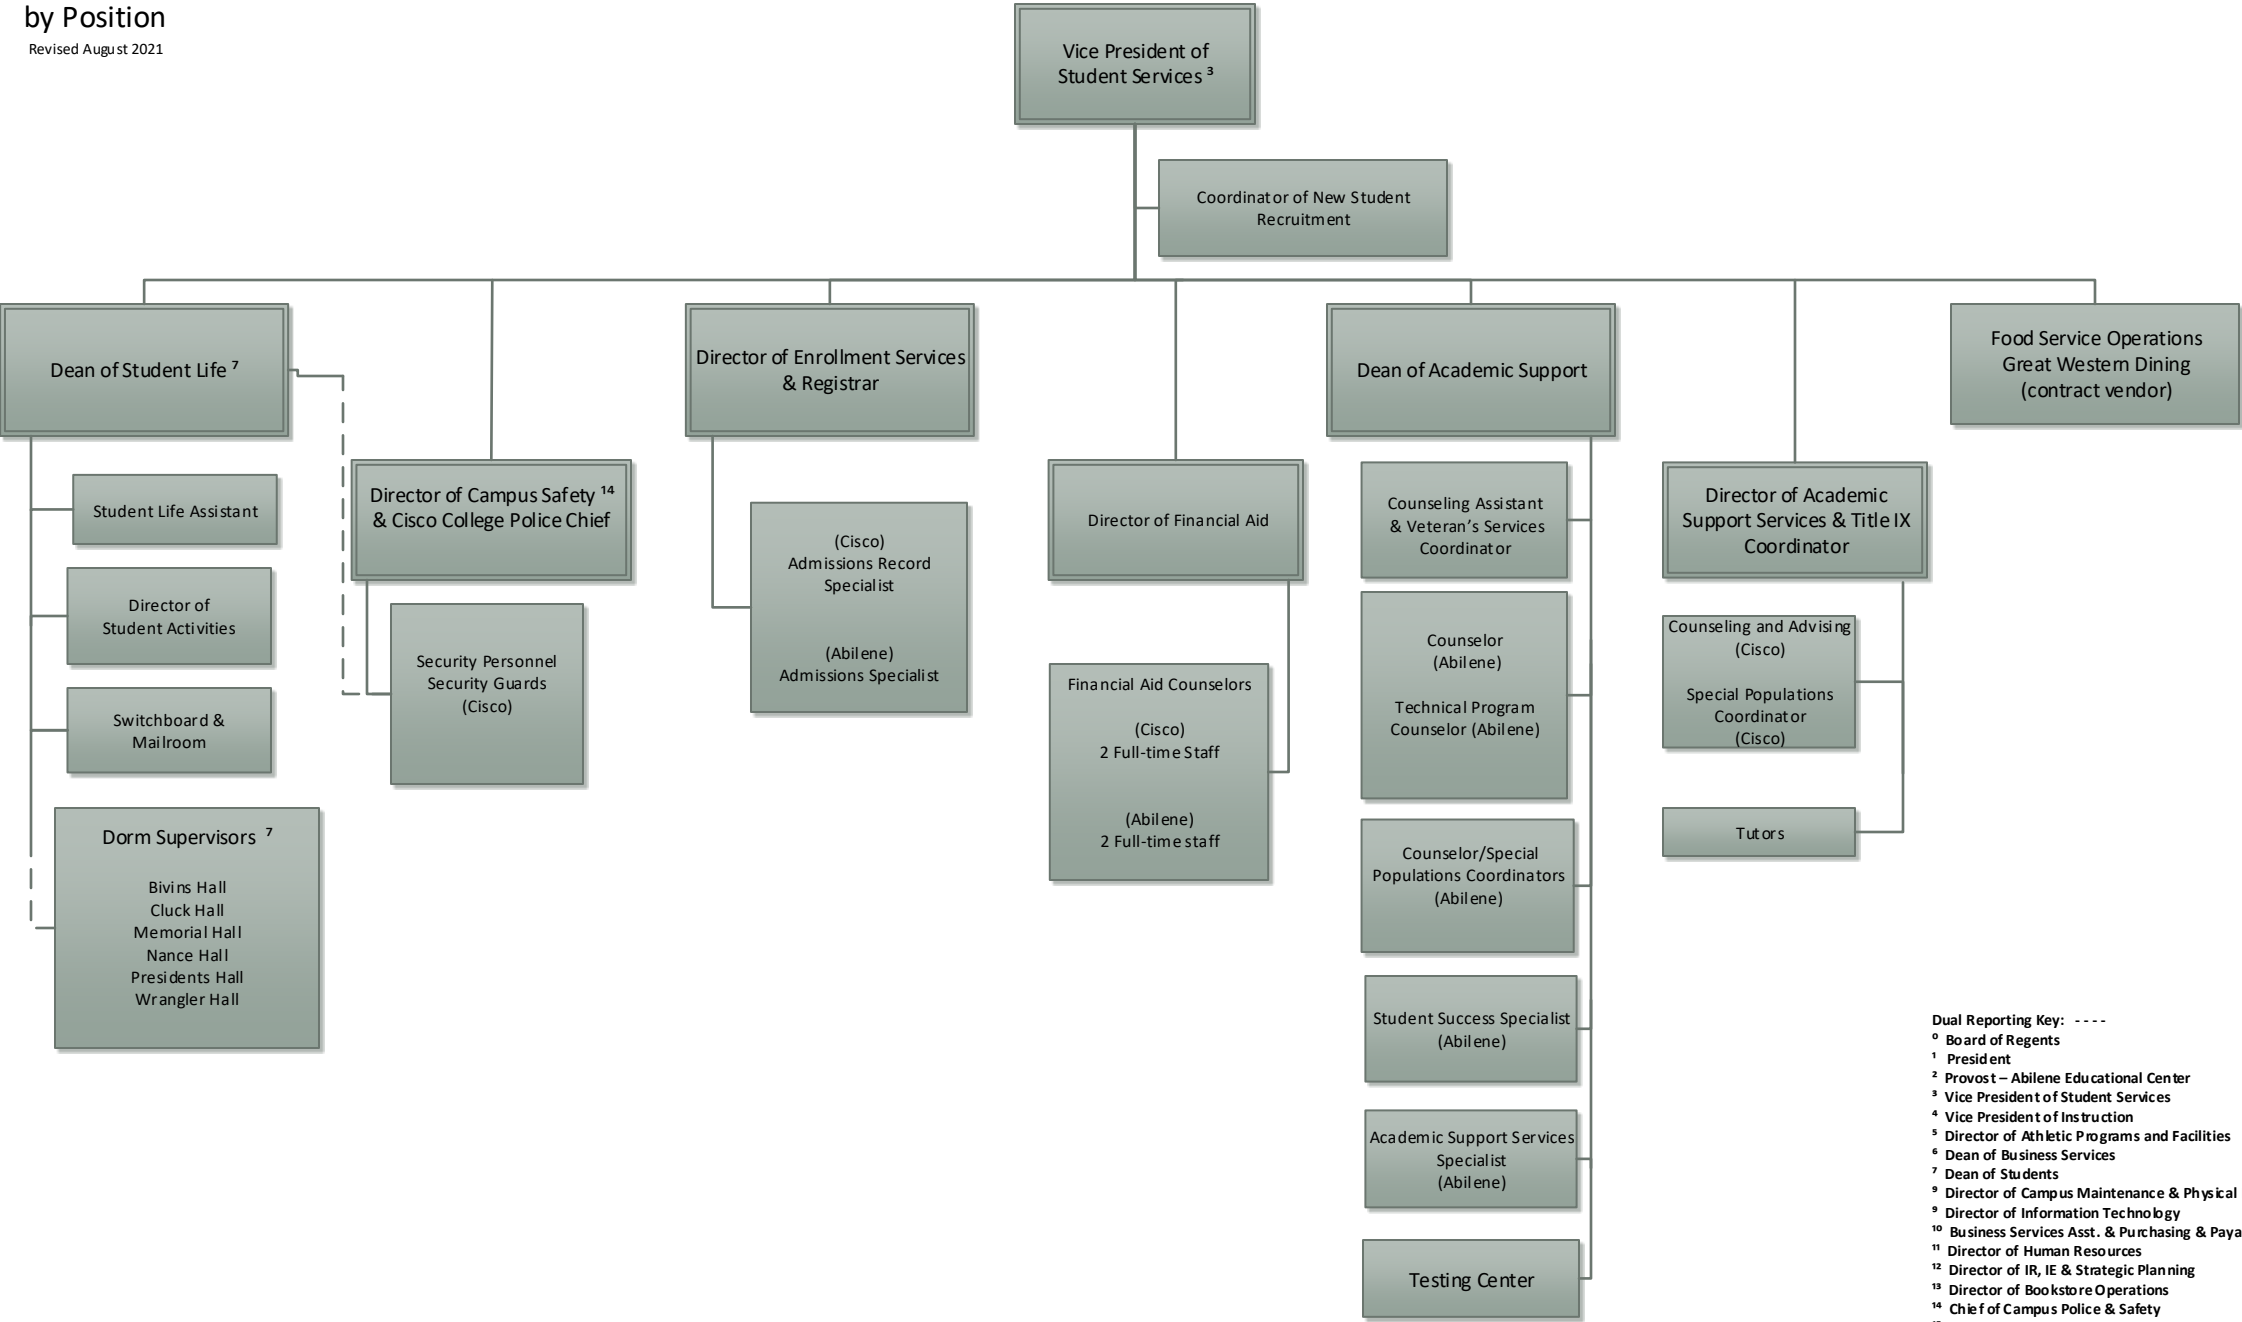 by Position
Revised August 2021
Vice President of
Student Services ³
Coordinator of New Student
Recruitment
Dean of Student Life ⁷
Student Life Assistant
Director of
Student Activities
Switchboard &
Mailroom
Dorm Supervisors ⁷
Bivins Hall
Cluck Hall
Memorial Hall
Nance Hall
Presidents Hall
Wrangler Hall
Director of Campus Safety ¹⁴
& Cisco College Police Chief
Security Personnel
Security Guards
(Cisco)
Director of Enrollment Services
& Registrar
(Cisco)
Admissions Record
Specialist
(Abilene)
Admissions Specialist
Director of Financial Aid
Financial Aid Counselors
(Cisco)
2 Full-time Staff
(Abilene)
2 Full-time staff
Dean of Academic Support
Counseling Assistant
& Veteran’s Services
Coordinator
Counselor
(Abilene)
Technical Program
Counselor (Abilene)
Counselor/Special
Populations Coordinators
(Abilene)
Student Success Specialist
(Abilene)
Academic Support Services
Specialist
(Abilene)
Testing Center
Director of Academic
Support Services & Title IX
Coordinator
Counseling and Advising
(Cisco)
Special Populations
Coordinator
(Cisco)
Tutors
Food Service Operations
Great Western Dining
(contract vendor)
Dual Reporting Key: - - - -
⁰ Board of Regents
¹ President
² Provost – Abilene Educational Center
³ Vice President of Student Services
⁴ Vice President of Instruction
⁵ Director of Athletic Programs and Facilities
⁶ Dean of Business Services
⁷ Dean of Students
⁹ Director of Campus Maintenance & Physical
⁹ Director of Information Technology
¹⁰ Business Services Asst. & Purchasing & Paya
¹¹ Director of Human Resources
¹² Director of IR, IE & Strategic Planning
¹³ Director of Bookstore Operations
¹⁴ Chief of Campus Police & Safety